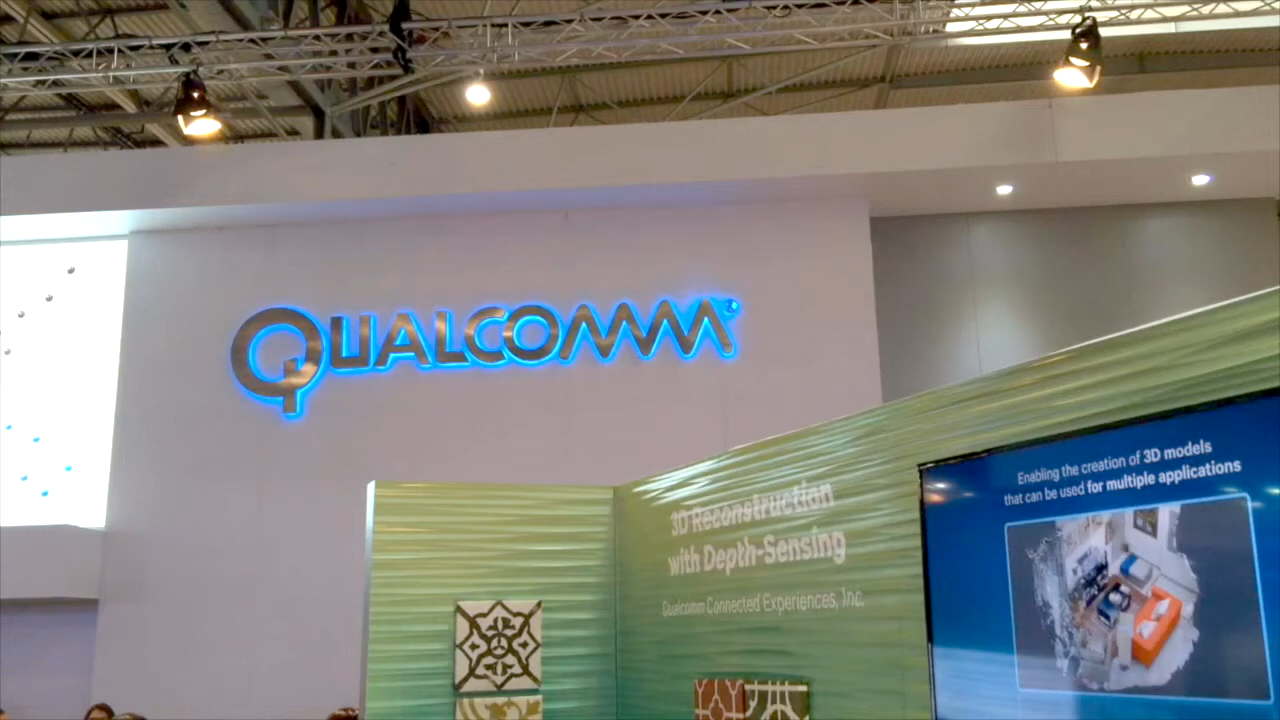 QUALCOMM®
3D Reconstruction
with Depth-Sensing
Qualcomm Connected Experiences, Inc.
Enabling the creation of 3D models
that can be used for multiple applications